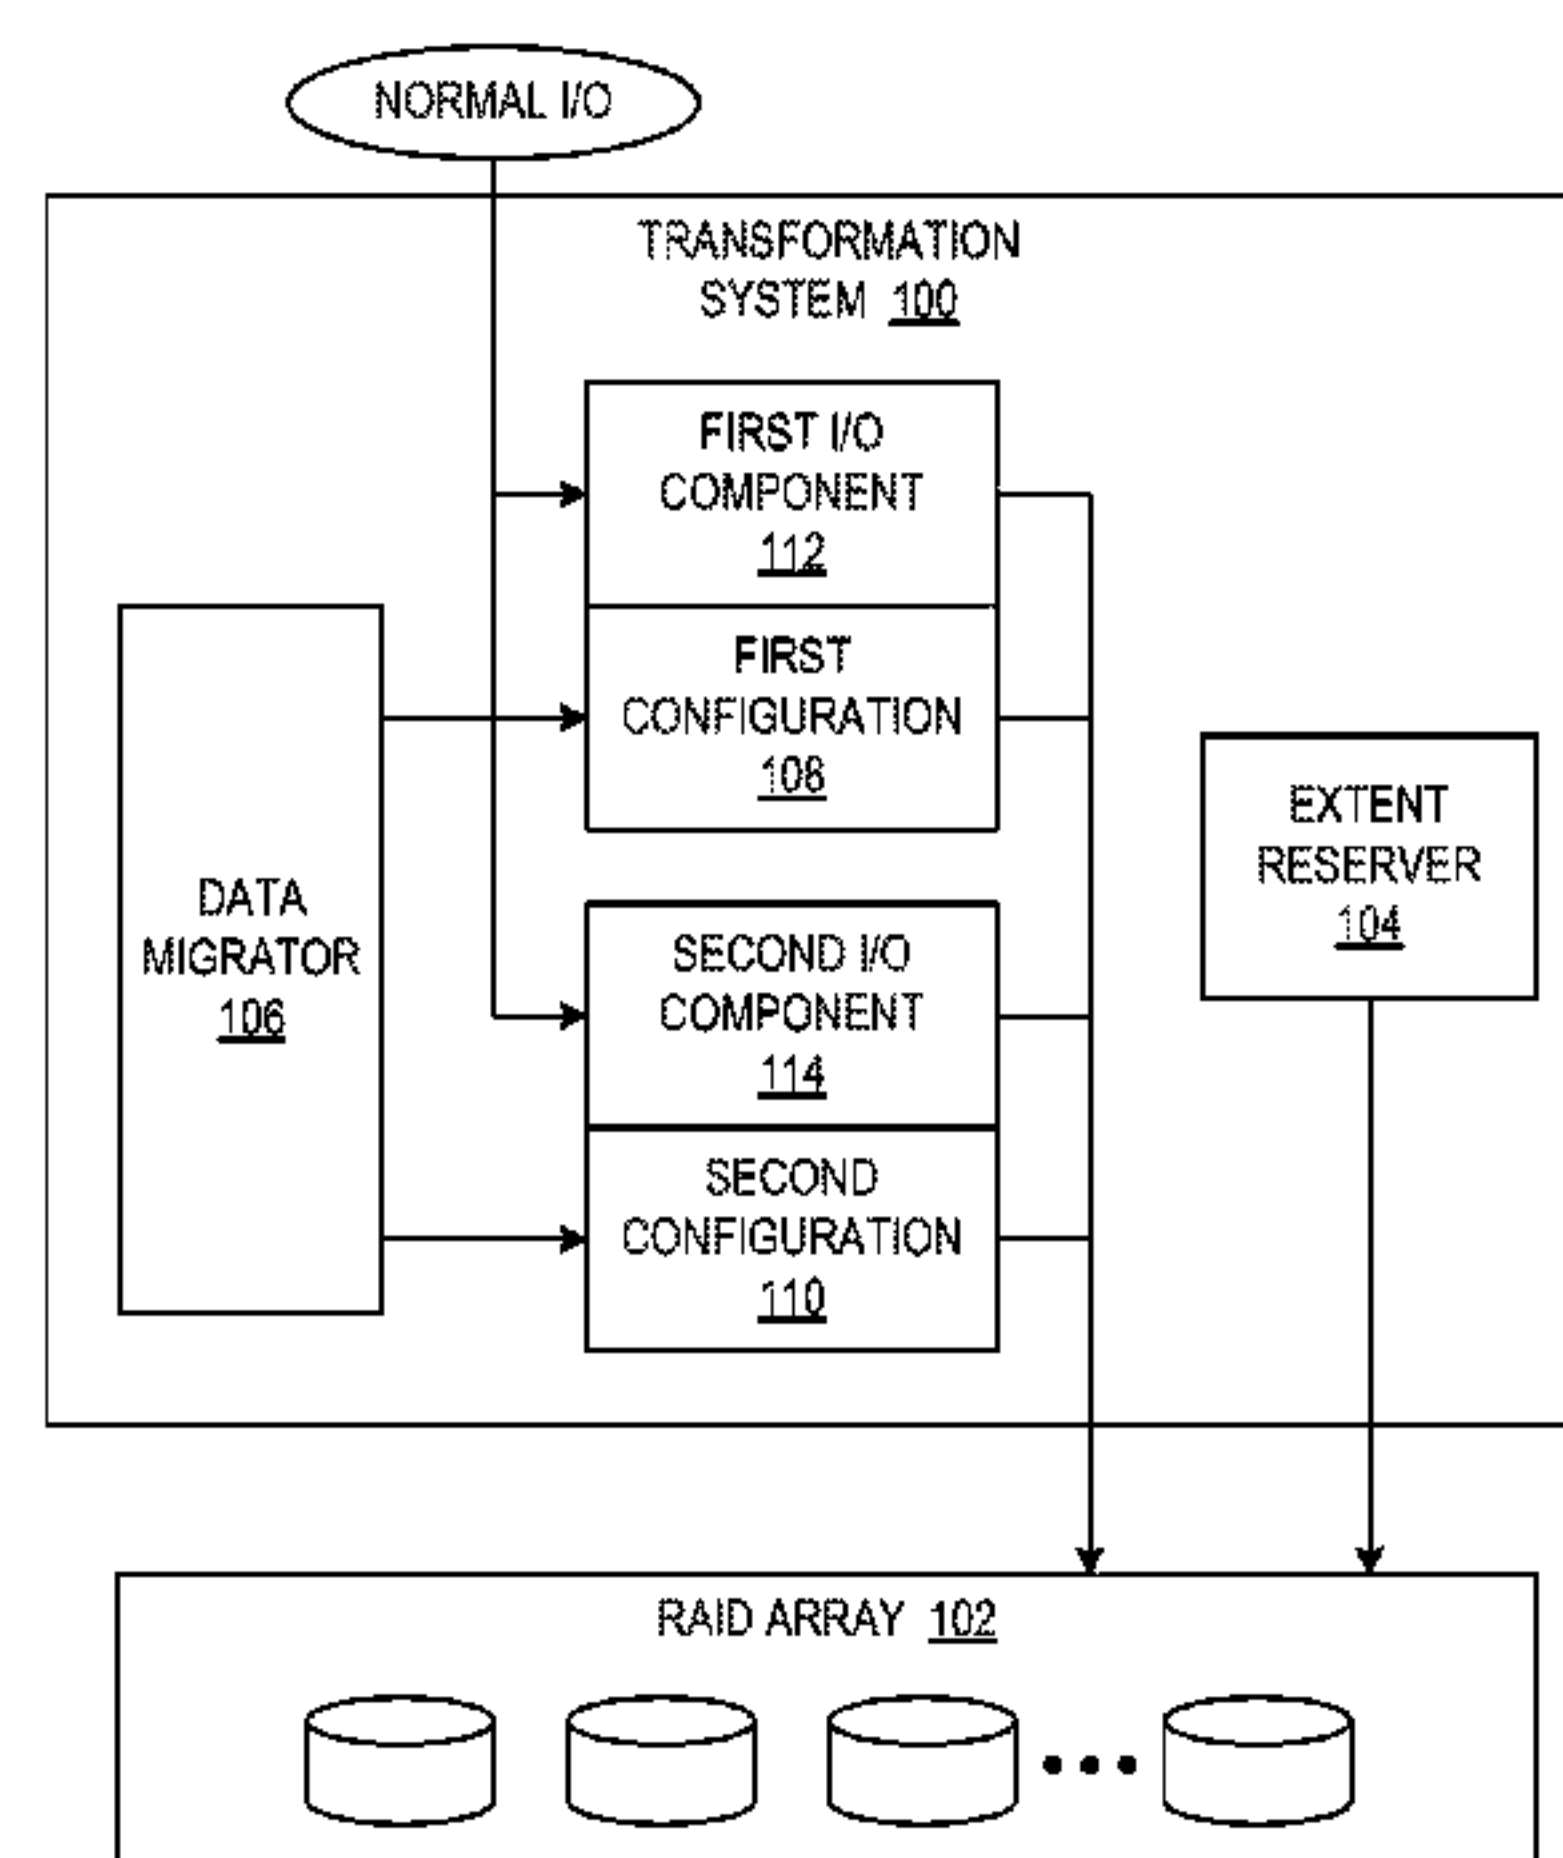 NORMAL I/O
TRANSFORMATION
SYSTEM 100
FIRST I/O
COMPONENT
112
FIRST
CONFIGURATION
108
DATA
MIGRATOR
106
SECOND I/O
COMPONENT
114
SECOND
CONFIGURATION
110
EXTENT
RESERVER
104
RAID ARRAY 102